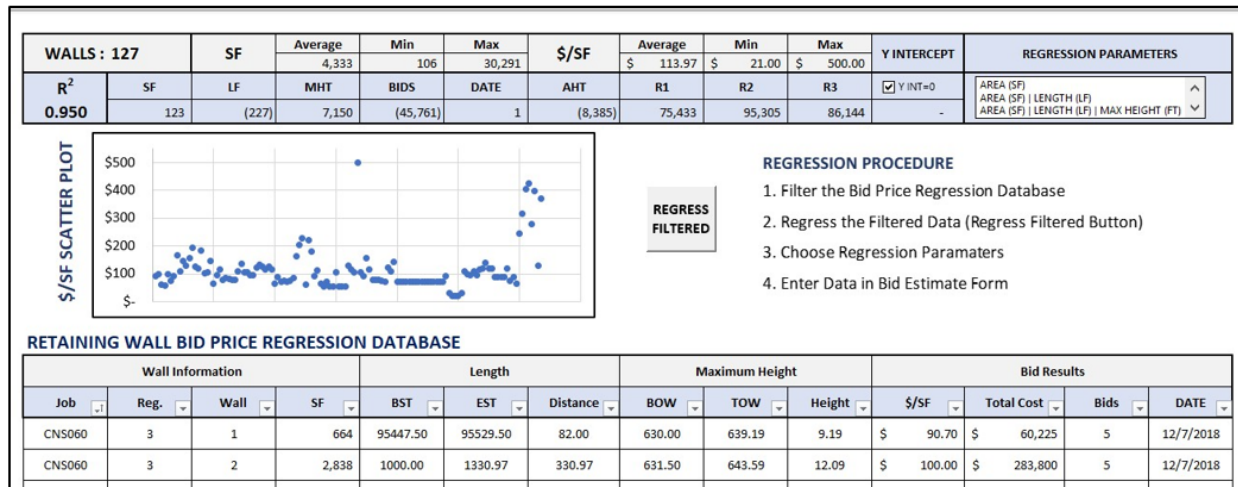 WALLS : 127 SF Average Min Max $/SF Average Min Max Y INTERCEPT REGRESSION PARAMETERS
4,333 106 30,291 $ 113.97 $ 21.00 $ 500.00
R² SF LF MHT BIDS DATE AHT R1 R2 R3 Y INT=0
0.950 123 (227) 7,150 (45,761) 1 (8,385) 75,433 95,305 86,144 -
AREA (SF)
AREA (SF) | LENGTH (LF)
AREA (SF) | LENGTH (LF) | MAX HEIGHT (FT)
$/SF SCATTER PLOT
$500
$400
$300
$200
$100
$-
REGRESS
FILTERED
REGRESSION PROCEDURE
1. Filter the Bid Price Regression Database
2. Regress the Filtered Data (Regress Filtered Button)
3. Choose Regression Paramaters
4. Enter Data in Bid Estimate Form
RETAINING WALL BID PRICE REGRESSION DATABASE
Wall Information Length Maximum Height Bid Results
Job Reg. Wall SF BST EST Distance BOW TOW Height $/SF Total Cost Bids DATE
CNS060 3 1 664 95447.50 95529.50 82.00 630.00 639.19 9.19 $ 90.70 $ 60,225 5 12/7/2018
CNS060 3 2 2,838 1000.00 1330.97 330.97 631.50 643.59 12.09 $ 100.00 $ 283,800 5 12/7/2018